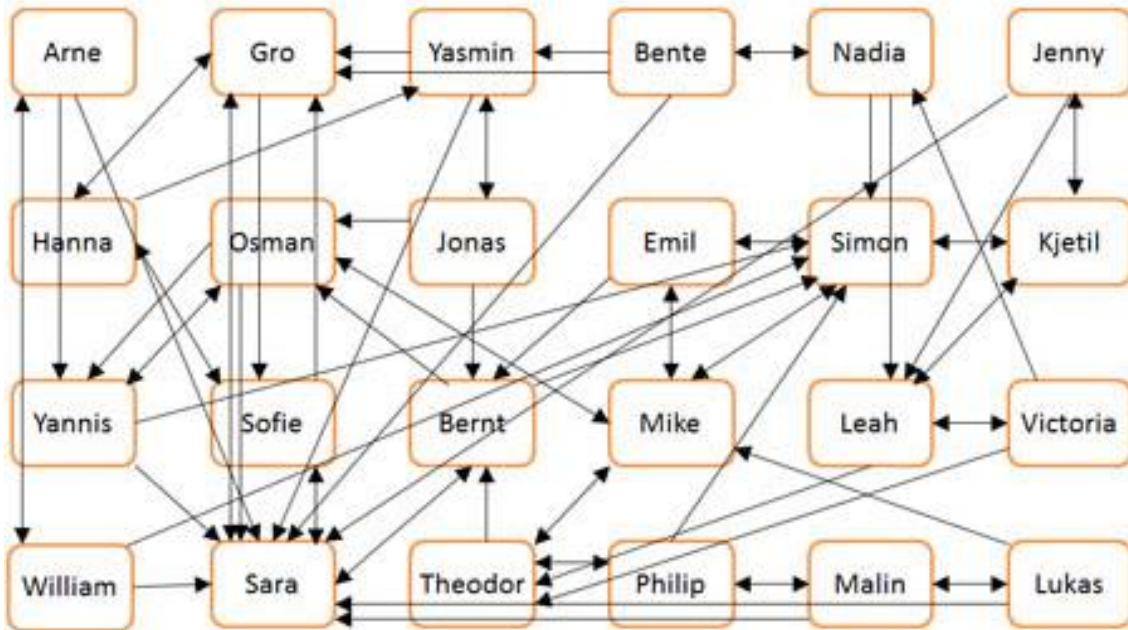 Arne Gro Yasmin Bente Nadia Jenny
Hanna Osman Jonas Emil Simon Kjetil
Yannis Sofie Bernt Mike Leah Victoria
William Sara Theodor Philip Malin Lukas